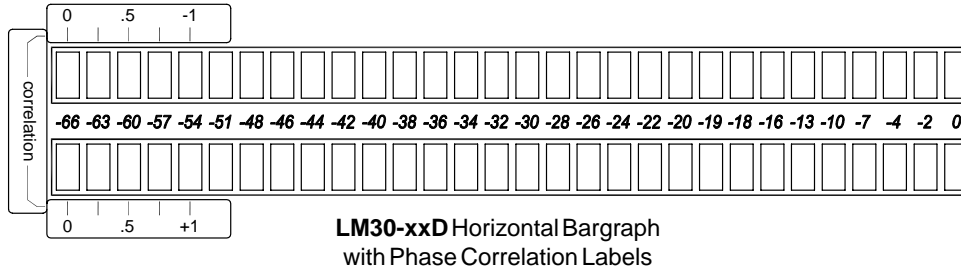 0 .5 -1
correlation
-66 -63 -60 -57 -54 -51 -48 -46 -44 -42 -40 -38 -36 -34 -32 -30 -28 -26 -24 -22 -20 -19 -18 -16 -13 -10 -7 -4 -2 0
0 .5 +1
LM30-xxD Horizontal Bargraph
with Phase Correlation Labels